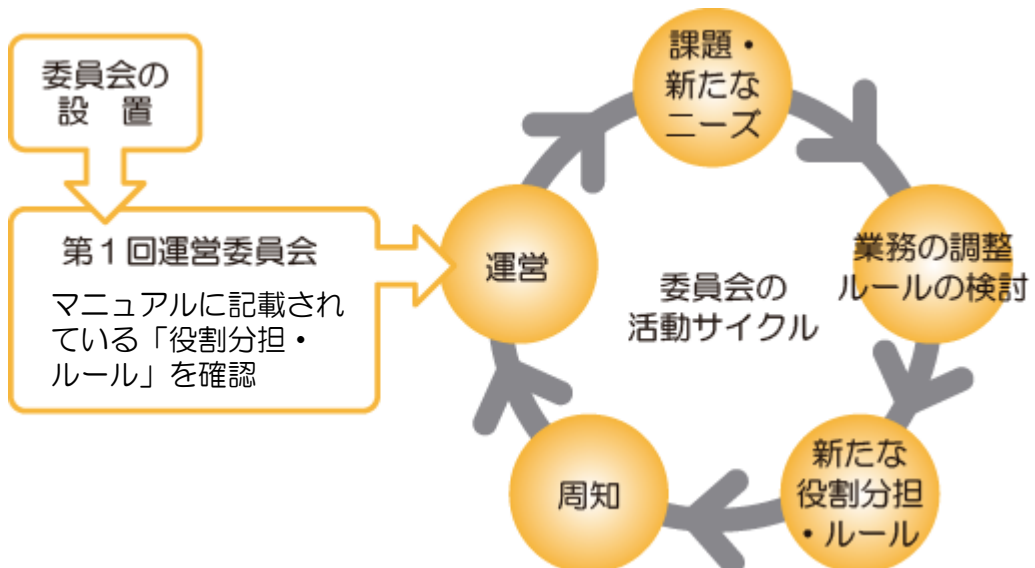 委員会の
設　置
第１回運営委員会
マニュアルに記載され
ている「役割分担・
ルール」を確認
運営
課題・
新たな
ニーズ
業務の調整
ルールの検討
新たな
役割分担
・ルール
周知
委員会の
活動サイクル